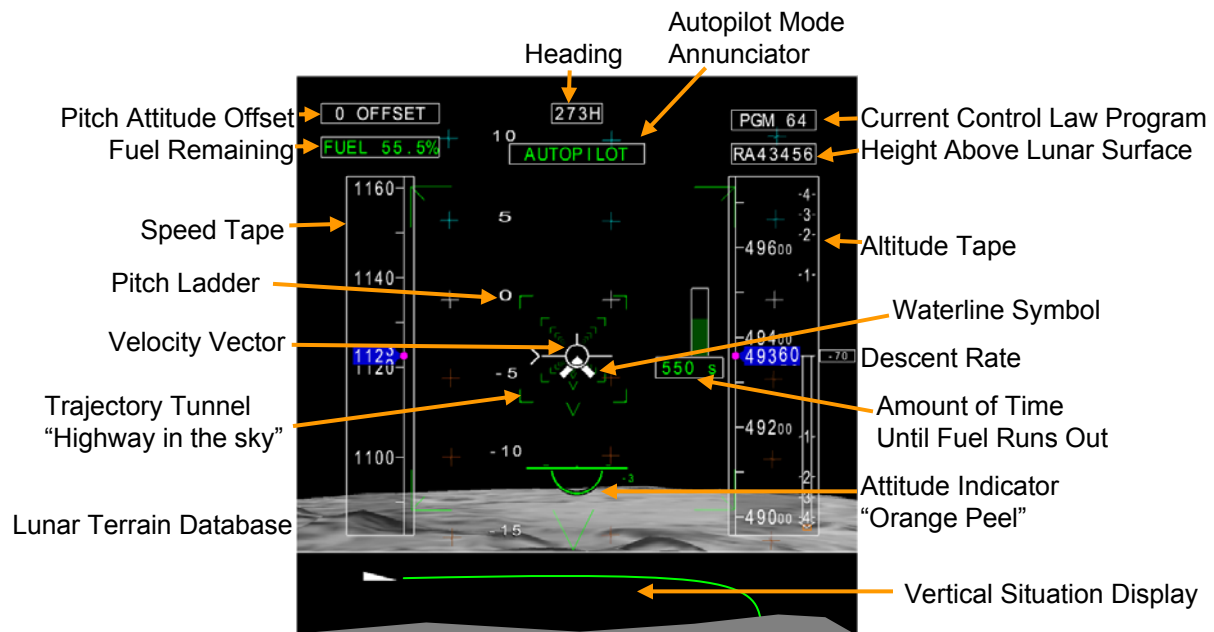 Autopilot Mode
Annunciator
Heading
Pitch Attitude Offset
Fuel Remaining
Speed Tape
Pitch Ladder
Velocity Vector
Trajectory Tunnel
“Highway in the sky”
Lunar Terrain Database
0 OFFSET
FUEL 55.5%
273H
AUTOPILOT
PGM 64
RA43456
1160
1140
1120
1100
10
5
0
-5
-10
-15
550 s
-3
49600
49400
49360
49200
49000
-4-
-3-
-2-
-1-
-70
-1-
-2-
-3-
-4-
Current Control Law Program
Height Above Lunar Surface
Altitude Tape
Waterline Symbol
Descent Rate
Amount of Time
Until Fuel Runs Out
Attitude Indicator
“Orange Peel”
Vertical Situation Display